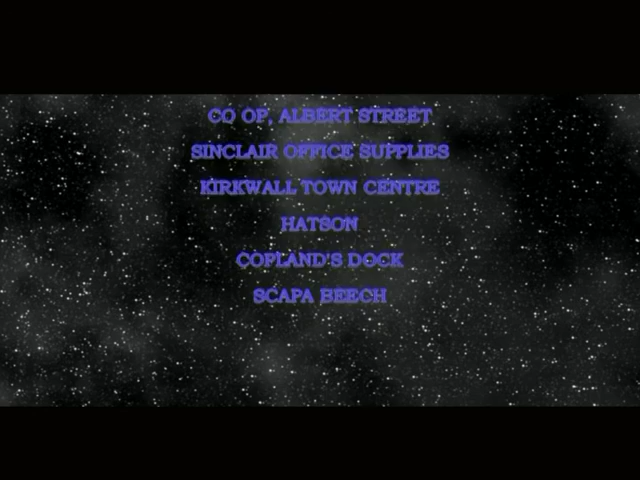 CO OP, ALBERT STREET
SINCLAIR OFFICE SUPPLIES
KIRKWALL TOWN CENTRE
HATSON
COPLAND'S DOCK
SCAPA BEECH